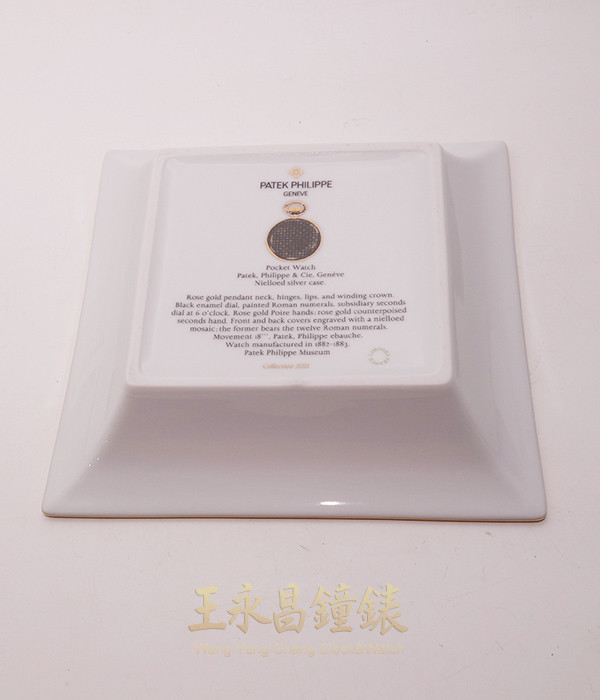 PATEK PHILIPPE
GENEVE
Pocket Watch
Patek, Philippe & Cie, Genève
Nielloed silver case.
Rose gold pendant neck, hinges, lips, and winding crown.
Black enamel dial, painted Roman numerals, subsidiary seconds
dial at 6 o'clock. Rose gold Poire hands; rose gold counterpoised
seconds hand. Front and back covers engraved with a nielloed
mosaic; the former bears the twelve Roman numerals.
Movement 18''', Patek, Philippe ebauche.
Watch manufactured in 1882-1883.
Patek Philippe Museum
Collection
王永昌鐘錶